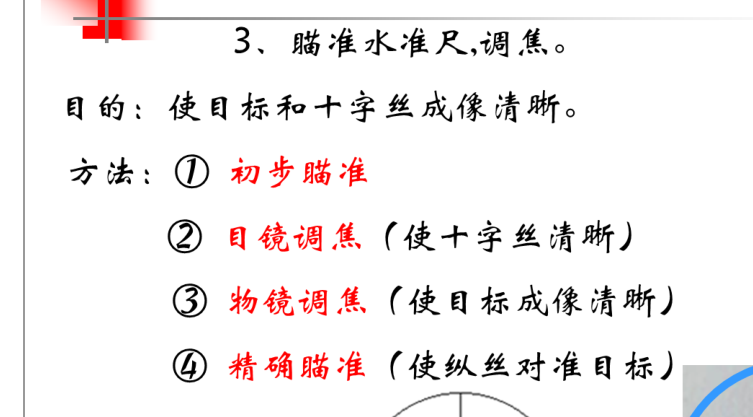 3、瞄准水准尺,调焦。
目的：使目标和十字丝成像清晰。
方法：① 初步瞄准
② 目镜调焦（使十字丝清晰）
③ 物镜调焦（使目标成像清晰）
④ 精确瞄准（使纵丝对准目标）